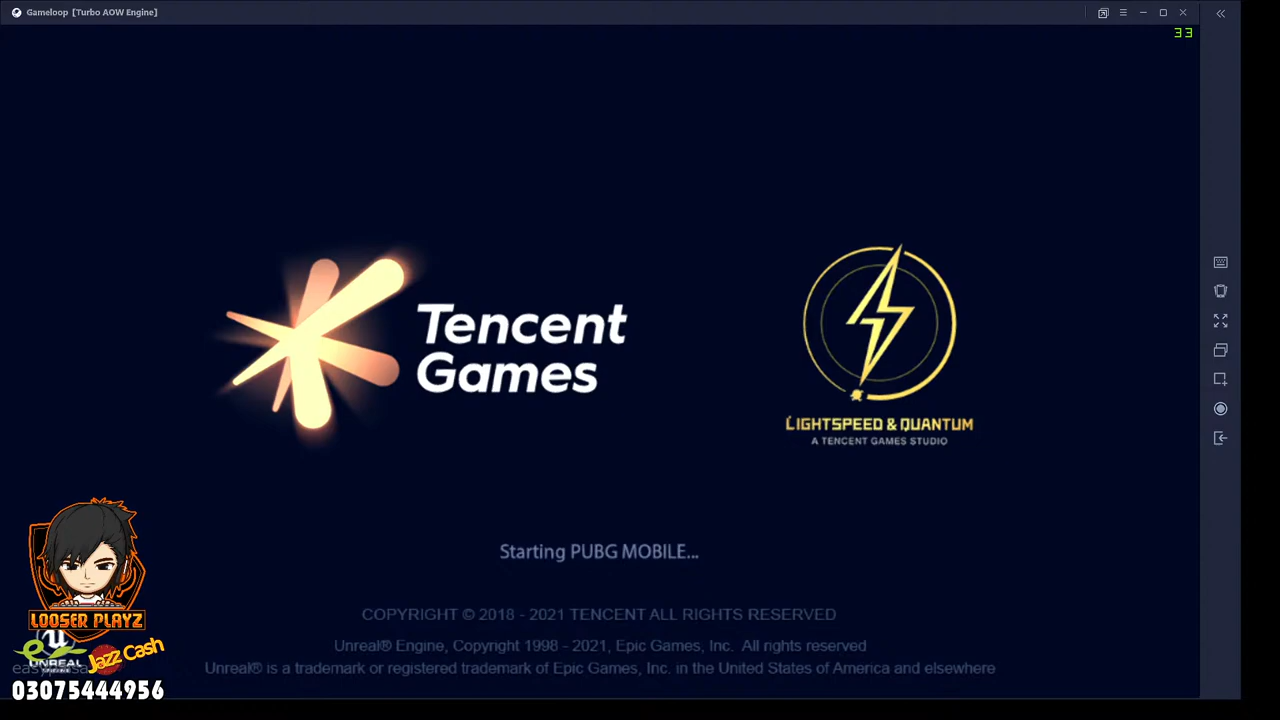 Gameloop [Turbo AOW Engine]
33
Tencent
Games
LIGHTSPEED & QUANTUM
A TENCENT GAMES STUDIO
Starting PUBG MOBILE...
COPYRIGHT © 2018 - 2021 TENCENT ALL RIGHTS RESERVED
Unreal® Engine, Copyright 1998 - 2021, Epic Games, Inc. All rights reserved
Unreal® is a trademark or registered trademark of Epic Games, Inc. in the United States of America and elsewhere
LOOSER PLAYZ
UNREAL
Jazz Cash
03075444956